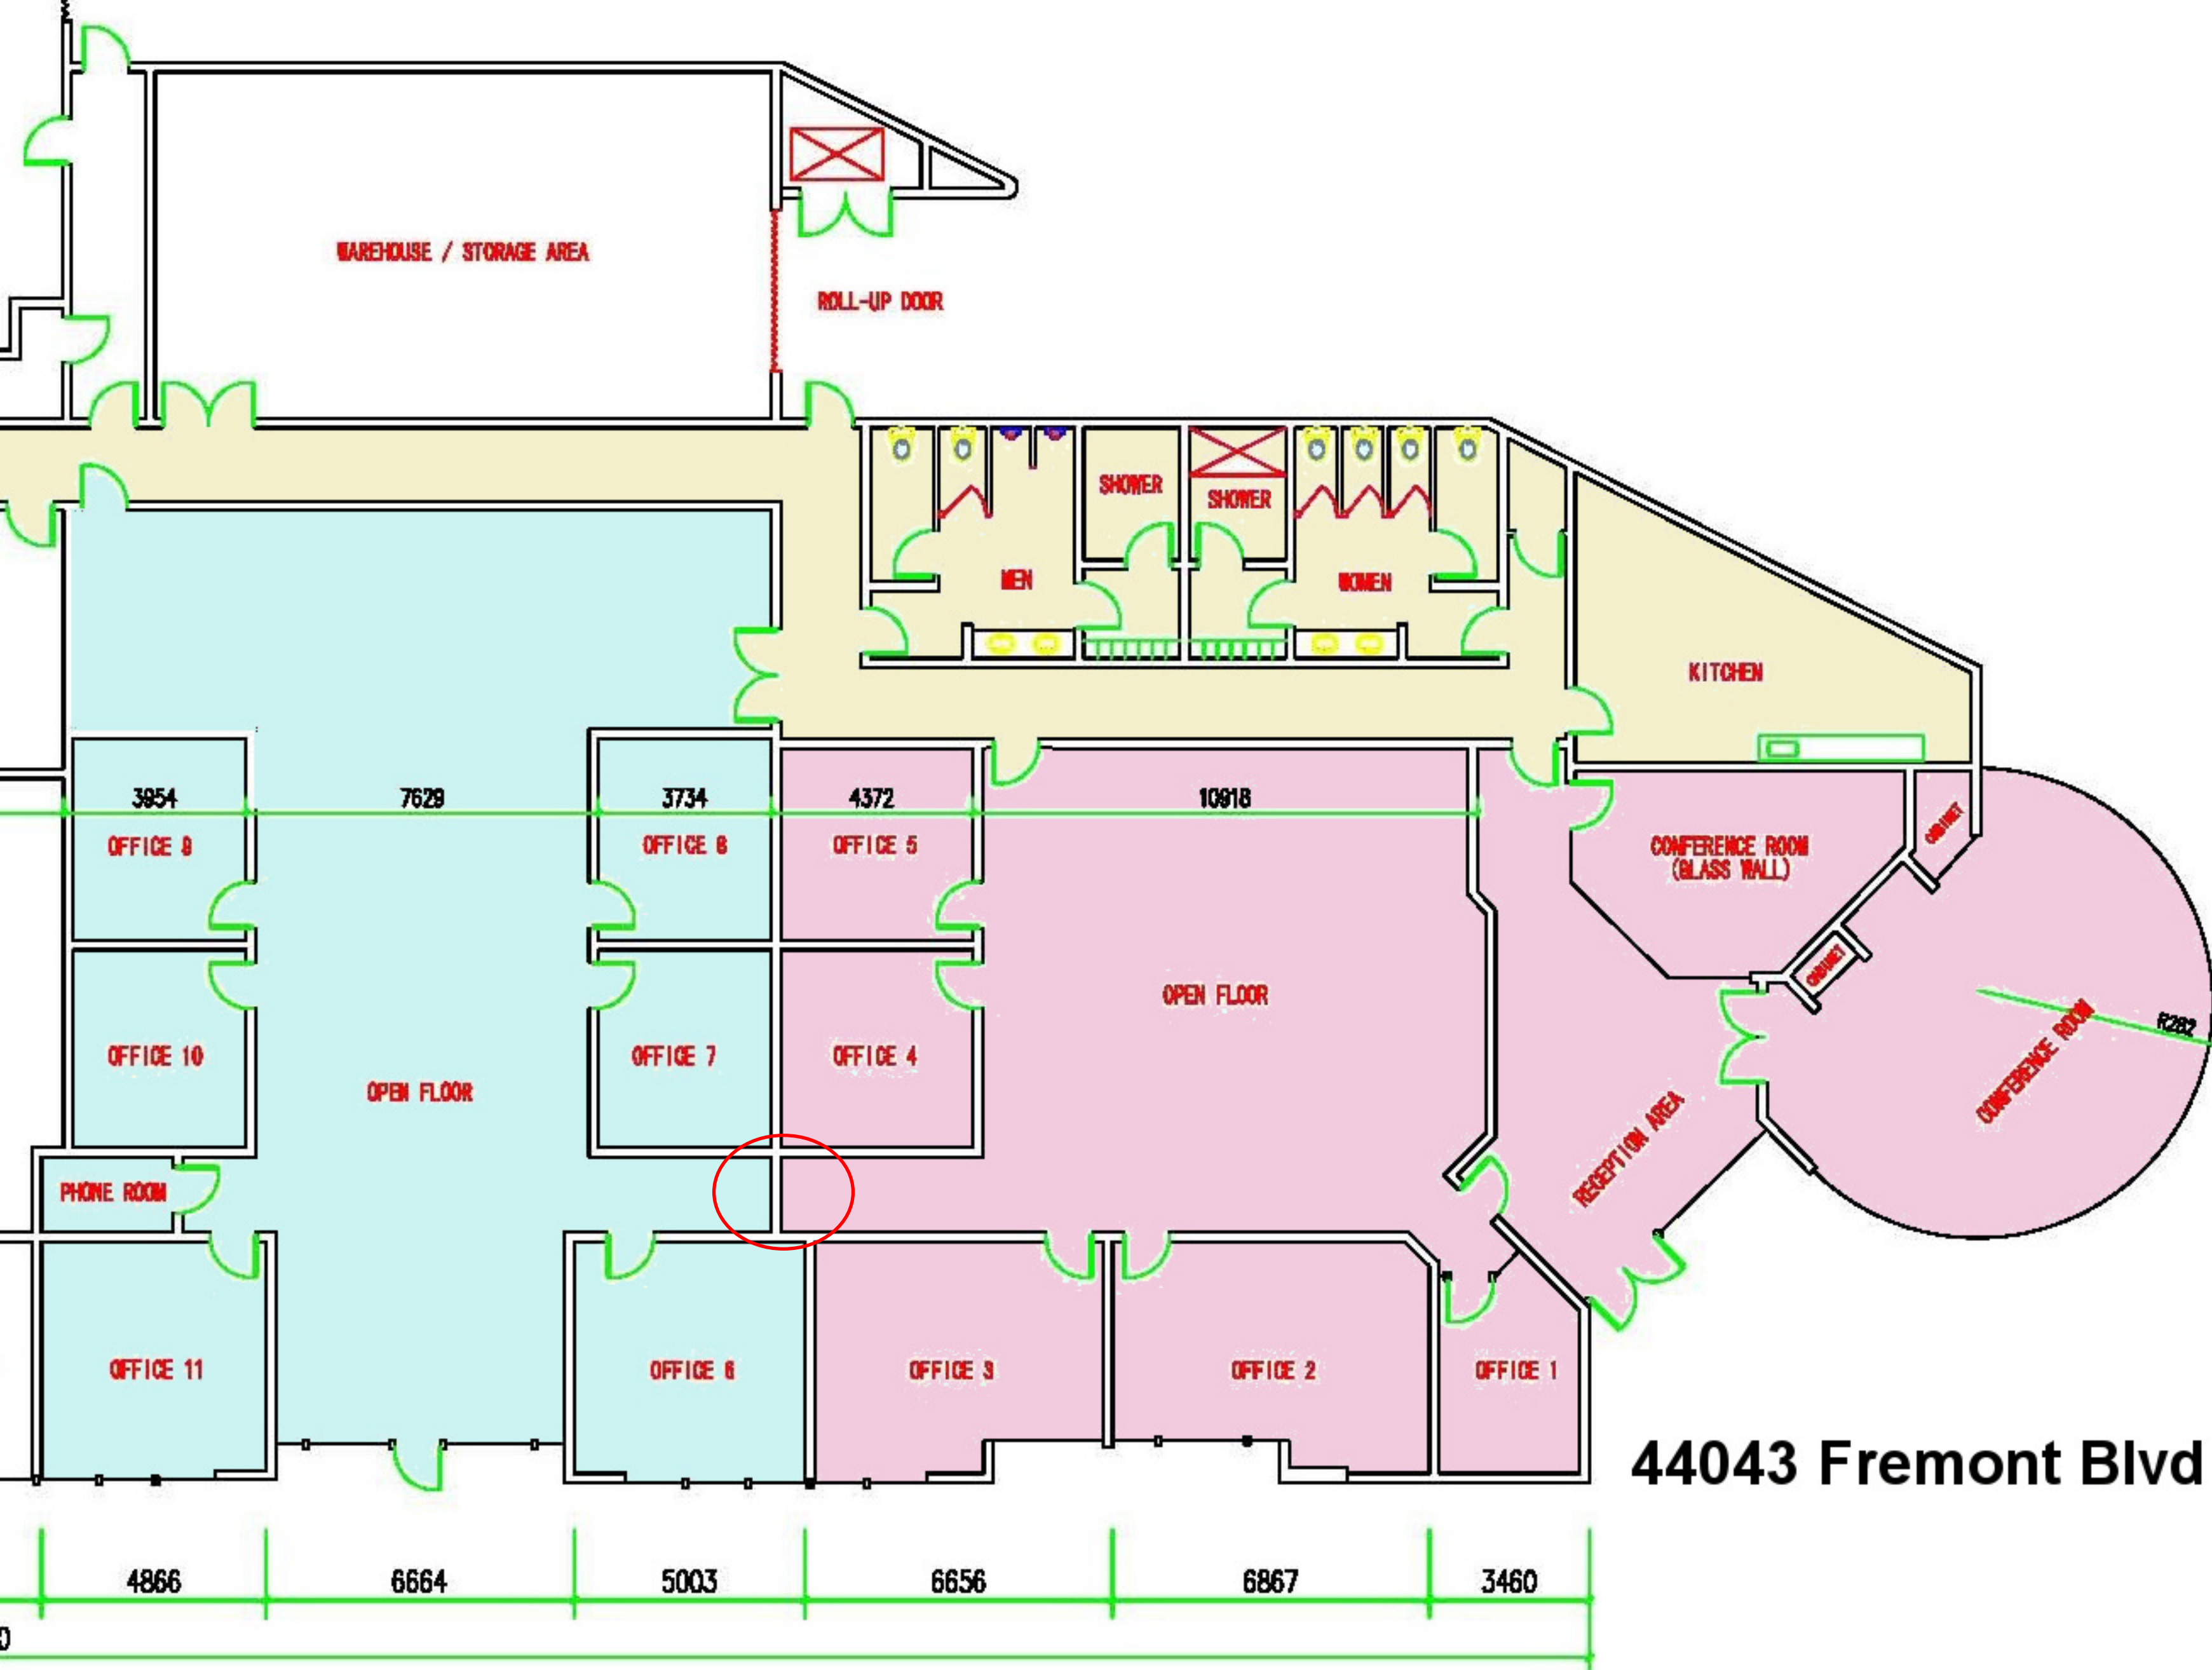 WAREHOUSE / STORAGE AREA
ROLL-UP DOOR
SHOWER
SHOWER
MEN
WOMEN
KITCHEN
3954
7629
3734
4372
10918
OFFICE 9
OFFICE 8
OFFICE 5
CONFERENCE ROOM
(GLASS WALL)
CABINET
CABINET
OFFICE 10
OFFICE 7
OFFICE 4
OPEN FLOOR
OPEN FLOOR
R282
CONFERENCE ROOM
RECEPTION AREA
PHONE ROOM
OFFICE 11
OFFICE 6
OFFICE 3
OFFICE 2
OFFICE 1
44043 Fremont Blvd
4866
6664
5003
6656
6867
3460
0